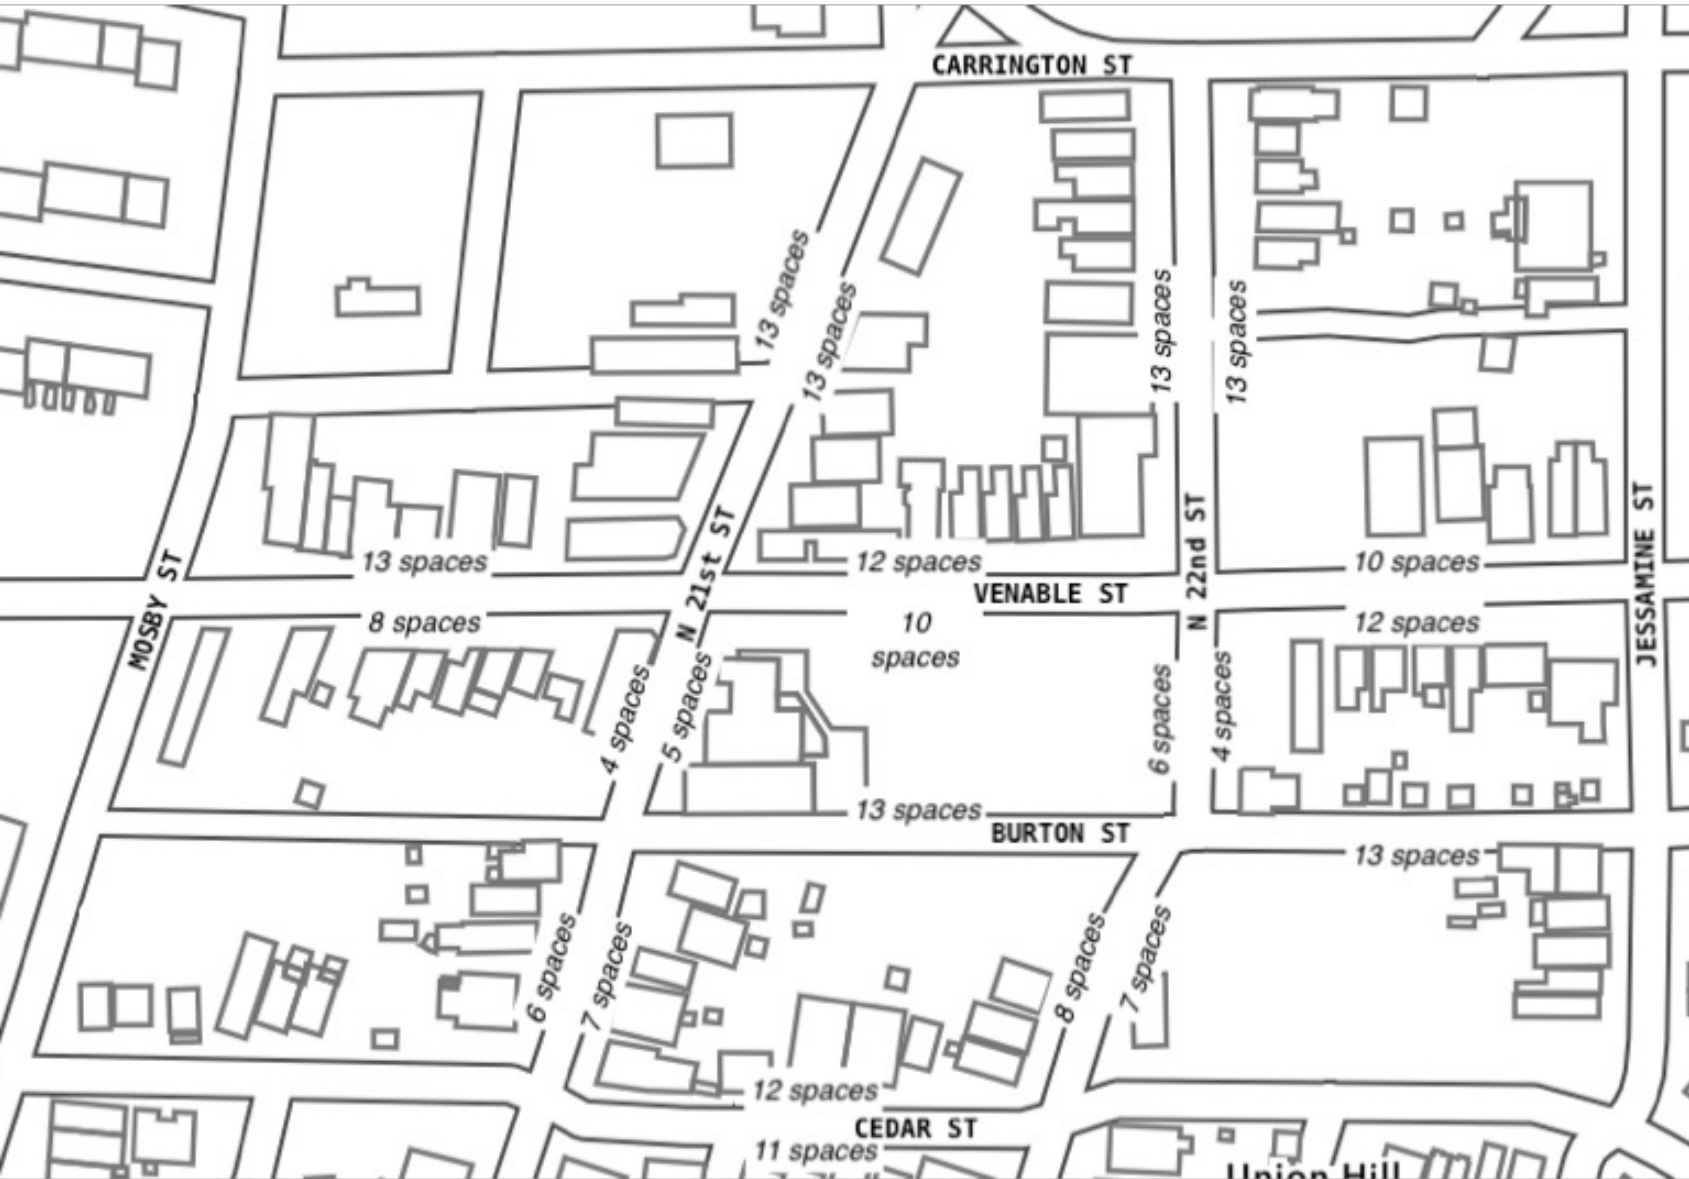 CARRINGTON ST
13 spaces
13 spaces
13 spaces
13 spaces
13 spaces
12 spaces
10 spaces
MOSBY ST
N 21st ST
VENABLE ST
N 22nd ST
JESSAMINE ST
8 spaces
10
spaces
12 spaces
4 spaces
5 spaces
6 spaces
4 spaces
13 spaces
BURTON ST
13 spaces
6 spaces
7 spaces
8 spaces
7 spaces
12 spaces
CEDAR ST
11 spaces
Union Hill